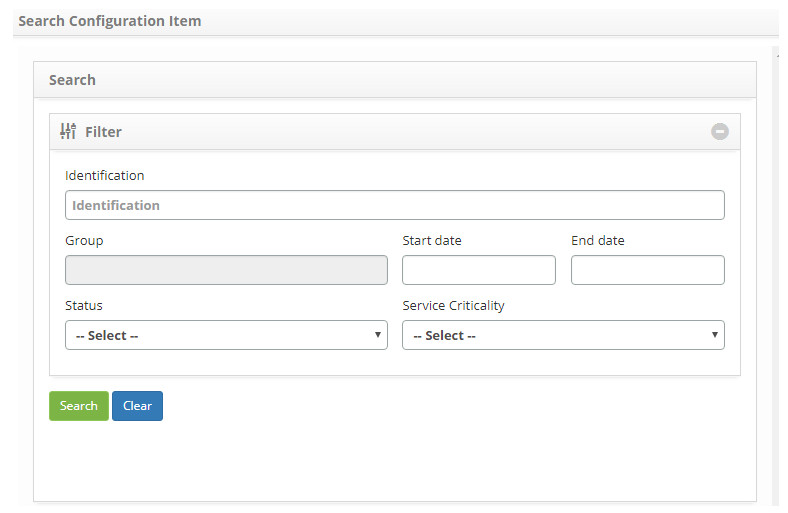 Search Configuration Item
Search
Filter
Identification
Identification
Group Start date End date
Status Service Criticality
-- Select -- -- Select --
Search Clear